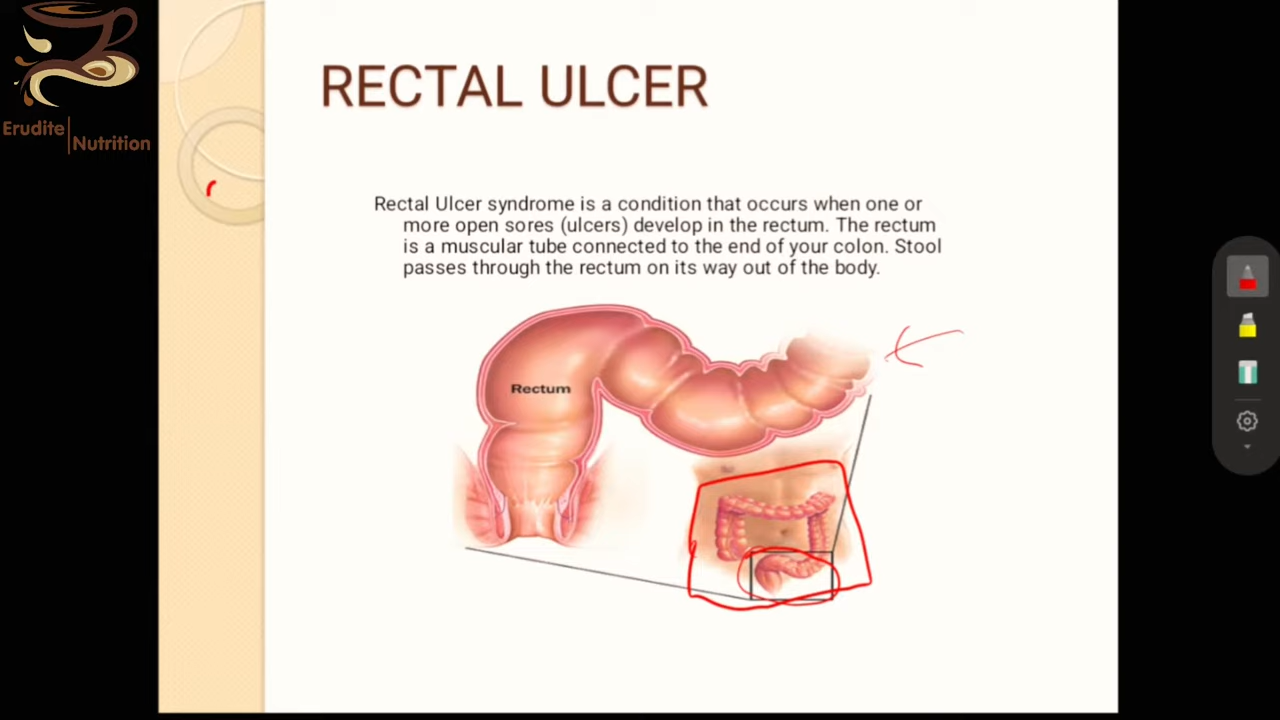 Erudite
Nutrition
RECTAL ULCER
Rectal Ulcer syndrome is a condition that occurs when one or
more open sores (ulcers) develop in the rectum. The rectum
is a muscular tube connected to the end of your colon. Stool
passes through the rectum on its way out of the body.
Rectum